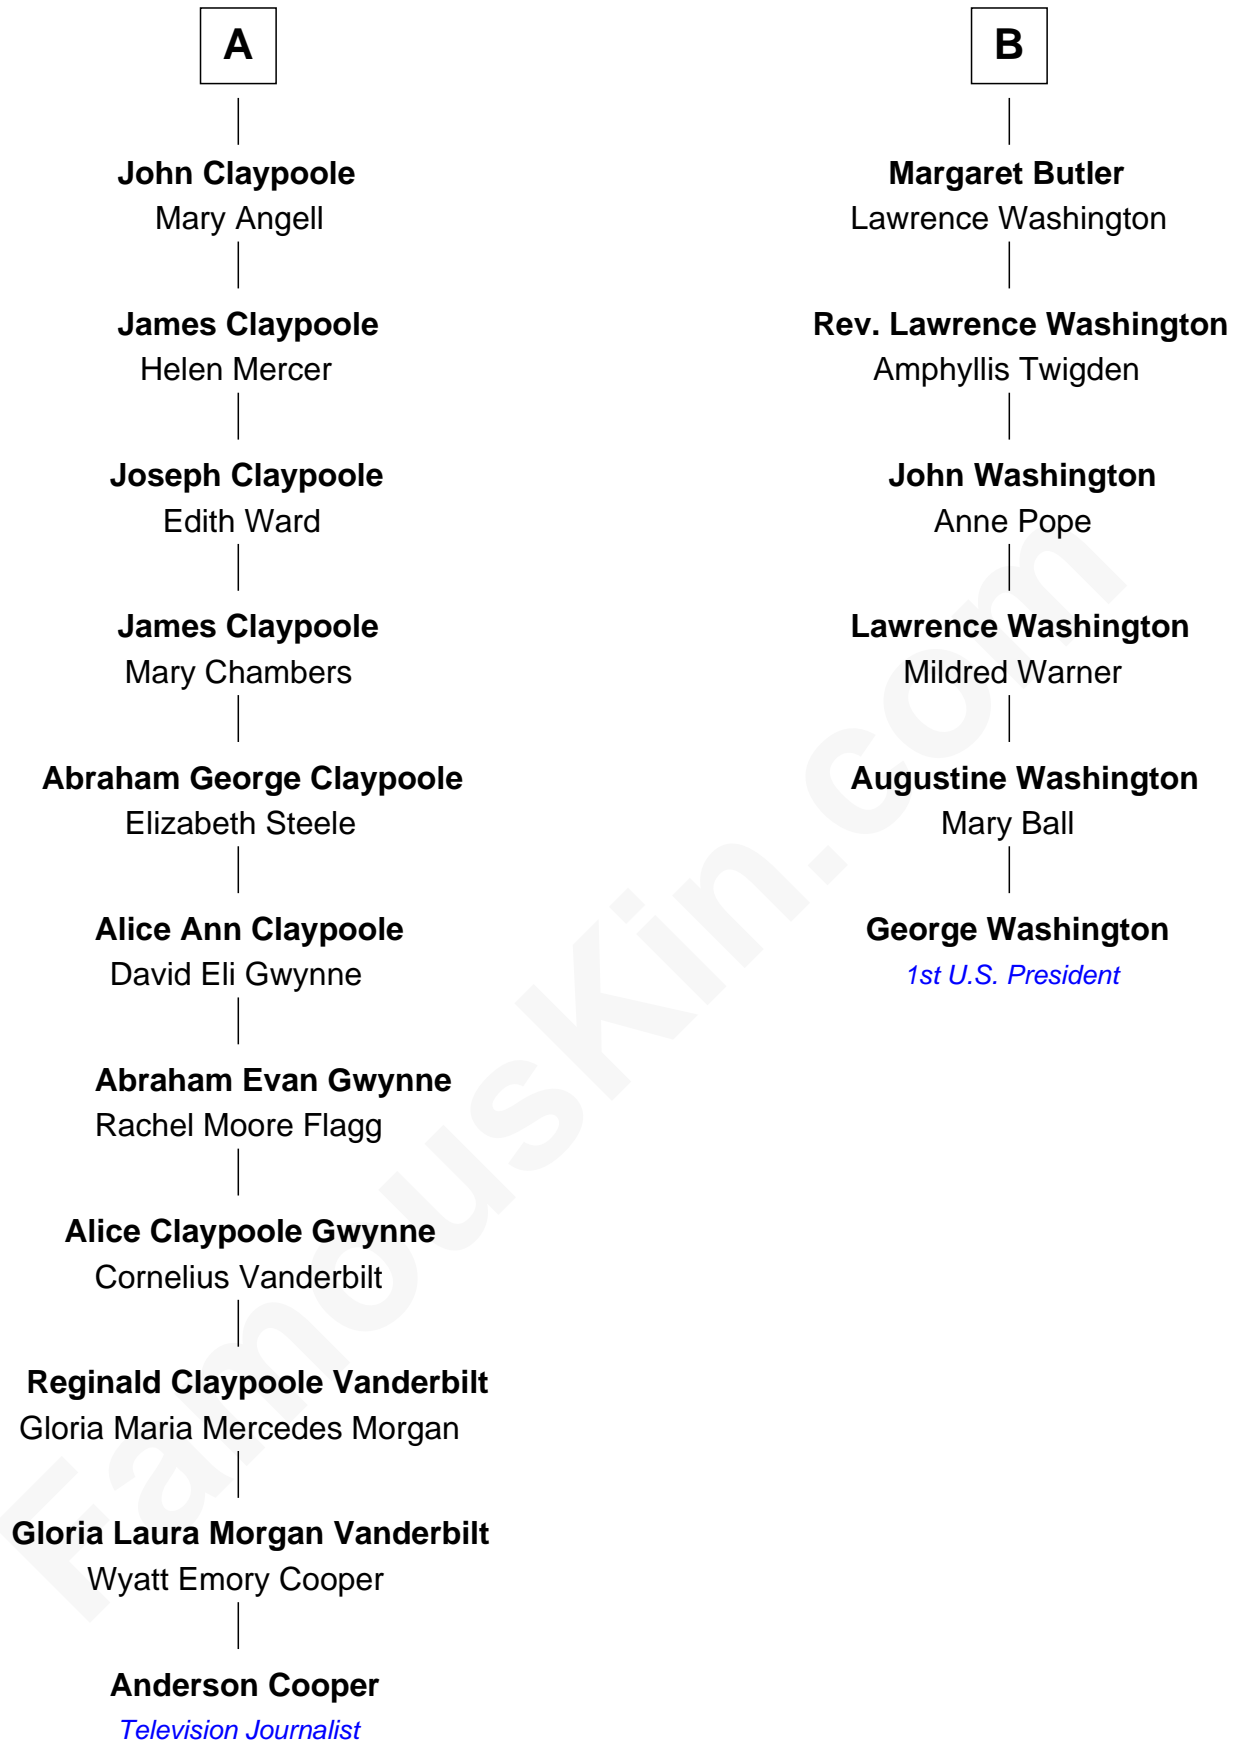 A
John Claypoole
Mary Angell
James Claypoole
Helen Mercer
Joseph Claypoole
Edith Ward
James Claypoole
Mary Chambers
Abraham George Claypoole
Elizabeth Steele
Alice Ann Claypoole
David Eli Gwynne
Abraham Evan Gwynne
Rachel Moore Flagg
Alice Claypoole Gwynne
Cornelius Vanderbilt
Reginald Claypoole Vanderbilt
Gloria Maria Mercedes Morgan
Gloria Laura Morgan Vanderbilt
Wyatt Emory Cooper
Anderson Cooper
Television Journalist
B
Margaret Butler
Lawrence Washington
Rev. Lawrence Washington
Amphyllis Twigden
John Washington
Anne Pope
Lawrence Washington
Mildred Warner
Augustine Washington
Mary Ball
George Washington
1st U.S. President
FamousKin.com